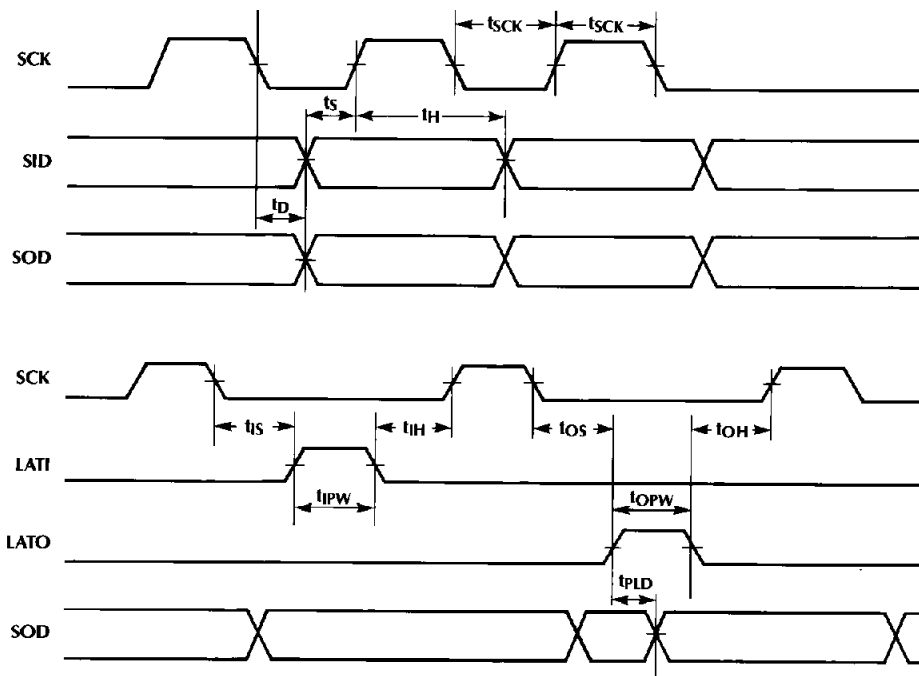 SCK
tSCK tSCK
tS
tH
SID
tD
SOD
SCK
tIS tIH tOS tOH
LATI
tIPW tOPW
LATO
tPLD
SOD